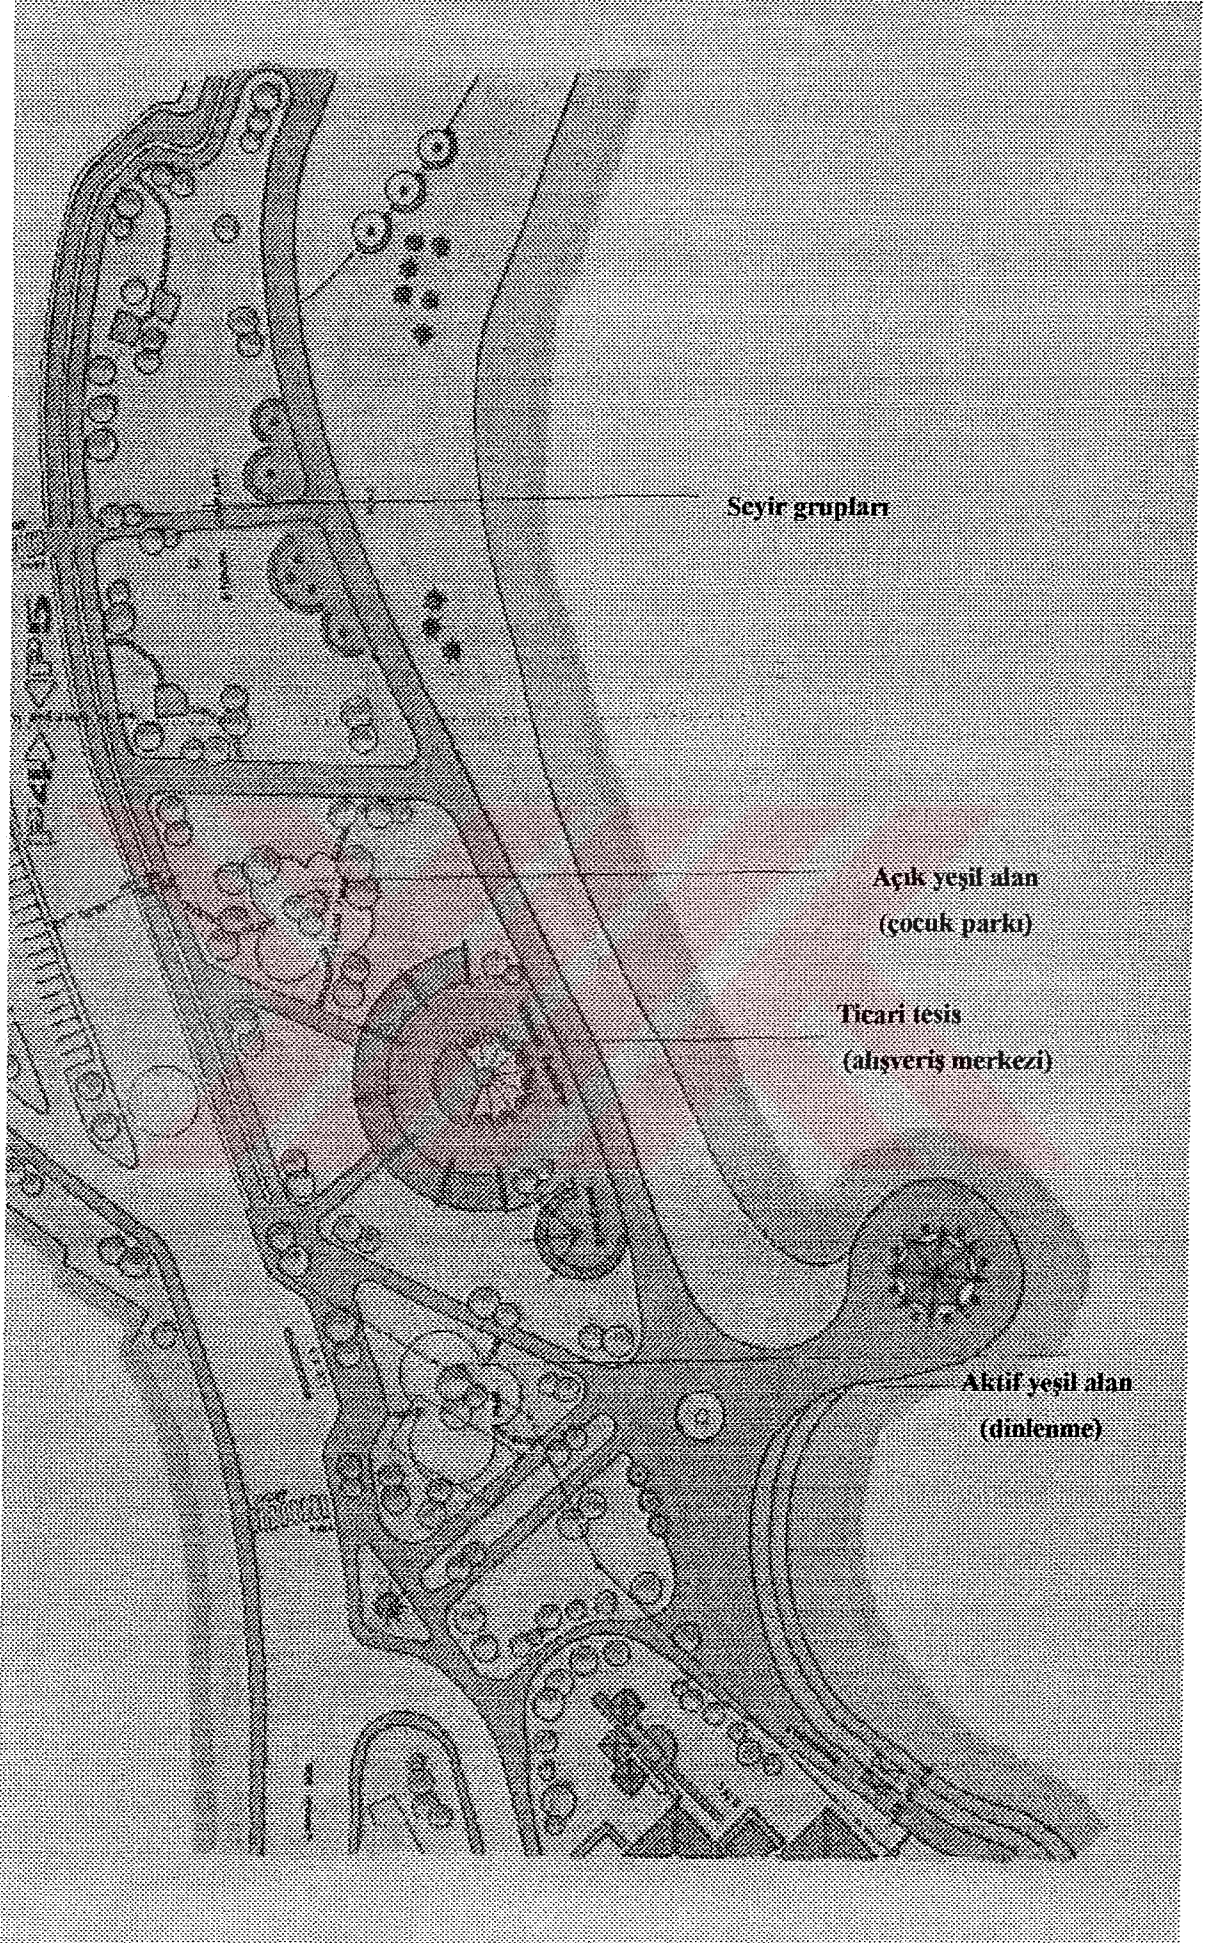 Seyir grupları
Açık yeşil alan
(çocuk parkı)
Ticari tesis
(alışveriş merkezi)
Aktif yeşil alan
(dinlenme)